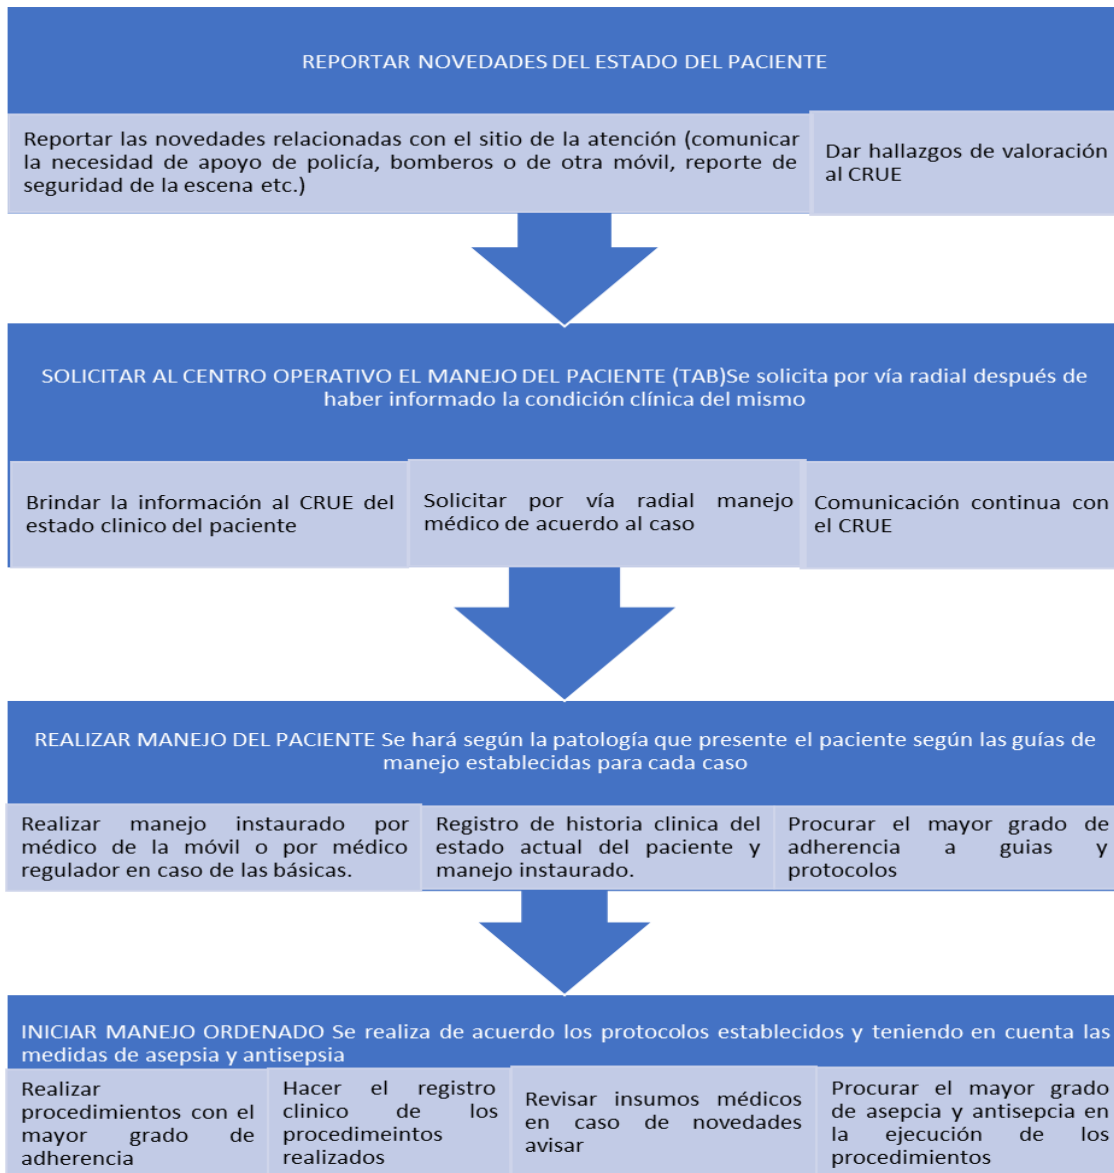 REPORTAR NOVEDADES DEL ESTADO DEL PACIENTE
Reportar las novedades relacionadas con el sitio de la atención (comunicar
la necesidad de apoyo de policía, bomberos o de otra móvil, reporte de
seguridad de la escena etc.)
Dar hallazgos de valoración
al CRUE
SOLICITAR AL CENTRO OPERATIVO EL MANEJO DEL PACIENTE (TAB)Se solicita por vía radial después de
haber informado la condición clínica del mismo
Brindar la información al CRUE del
estado clinico del paciente
Solicitar por vía radial manejo
médico de acuerdo al caso
Comunicación continua con
el CRUE
REALIZAR MANEJO DEL PACIENTE Se hará según la patología que presente el paciente según las guías de
manejo establecidas para cada caso
Realizar manejo instaurado por
médico de la móvil o por médico
regulador en caso de las básicas.
Registro de historia clinica del
estado actual del paciente y
manejo instaurado.
Procurar el mayor grado de
adherencia a guias y
protocolos
INICIAR MANEJO ORDENADO Se realiza de acuerdo los protocolos establecidos y teniendo en cuenta las
medidas de asepsia y antisepsia
Realizar
procedimientos con el
mayor grado de
adherencia
Hacer el registro
clinico de los
procedimeintos
realizados
Revisar insumos médicos
en caso de novedades
avisar
Procurar el mayor grado
de asepcia y antisepcia en
la ejecución de los
procedimientos